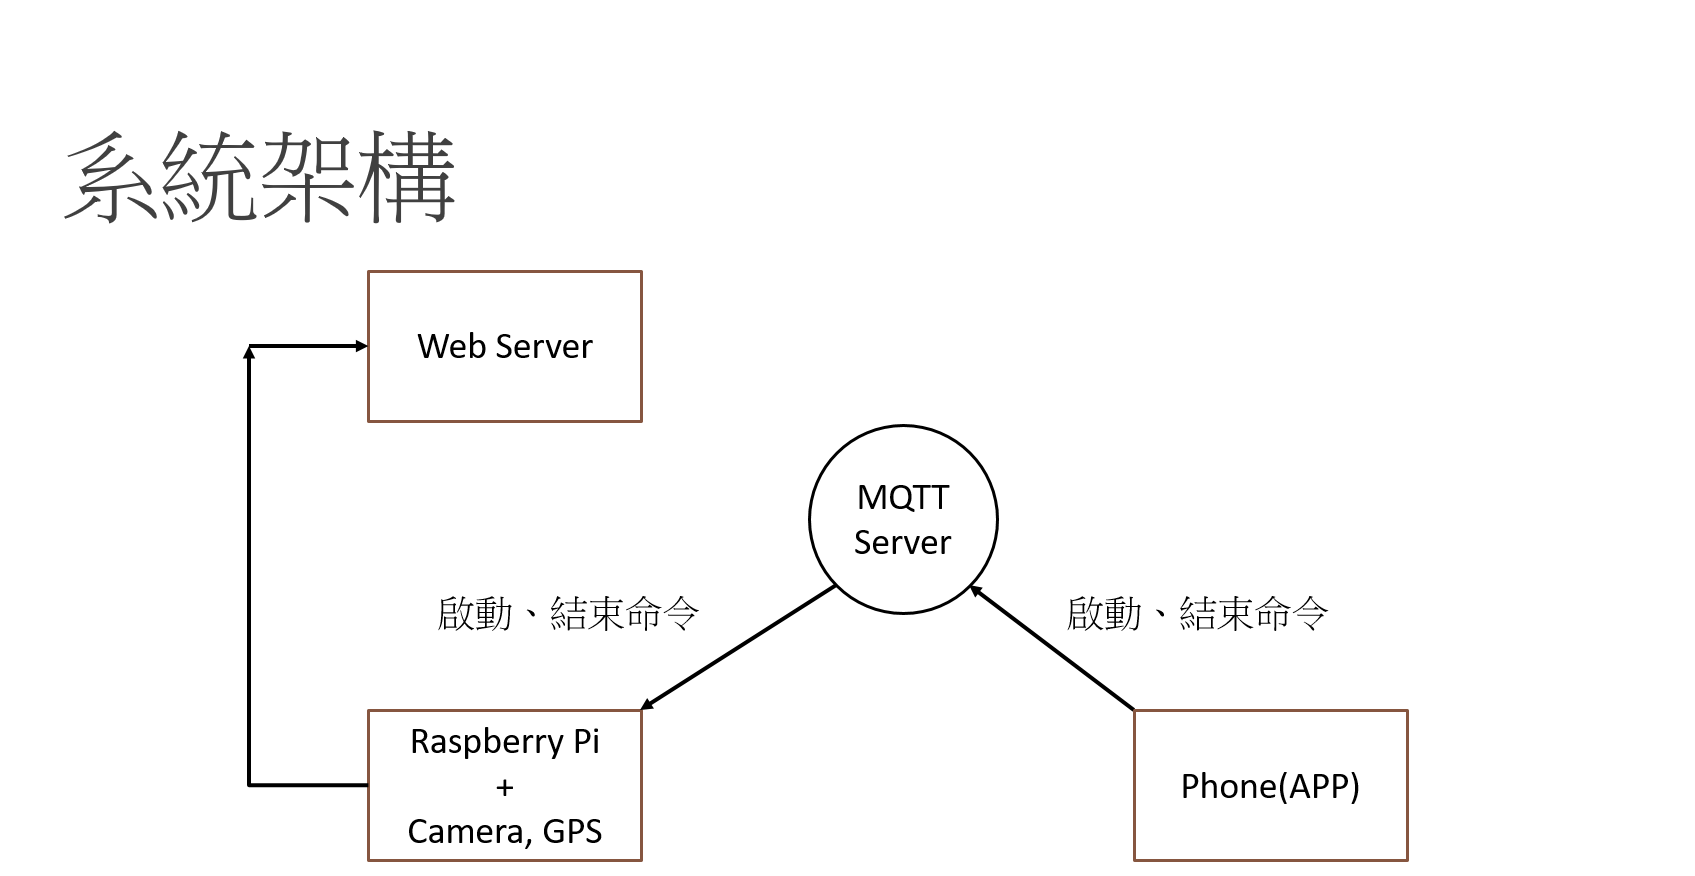 系統架構
Web Server
MQTT
Server
啟動、結束命令
啟動、結束命令
Raspberry Pi
+
Camera, GPS
Phone(APP)